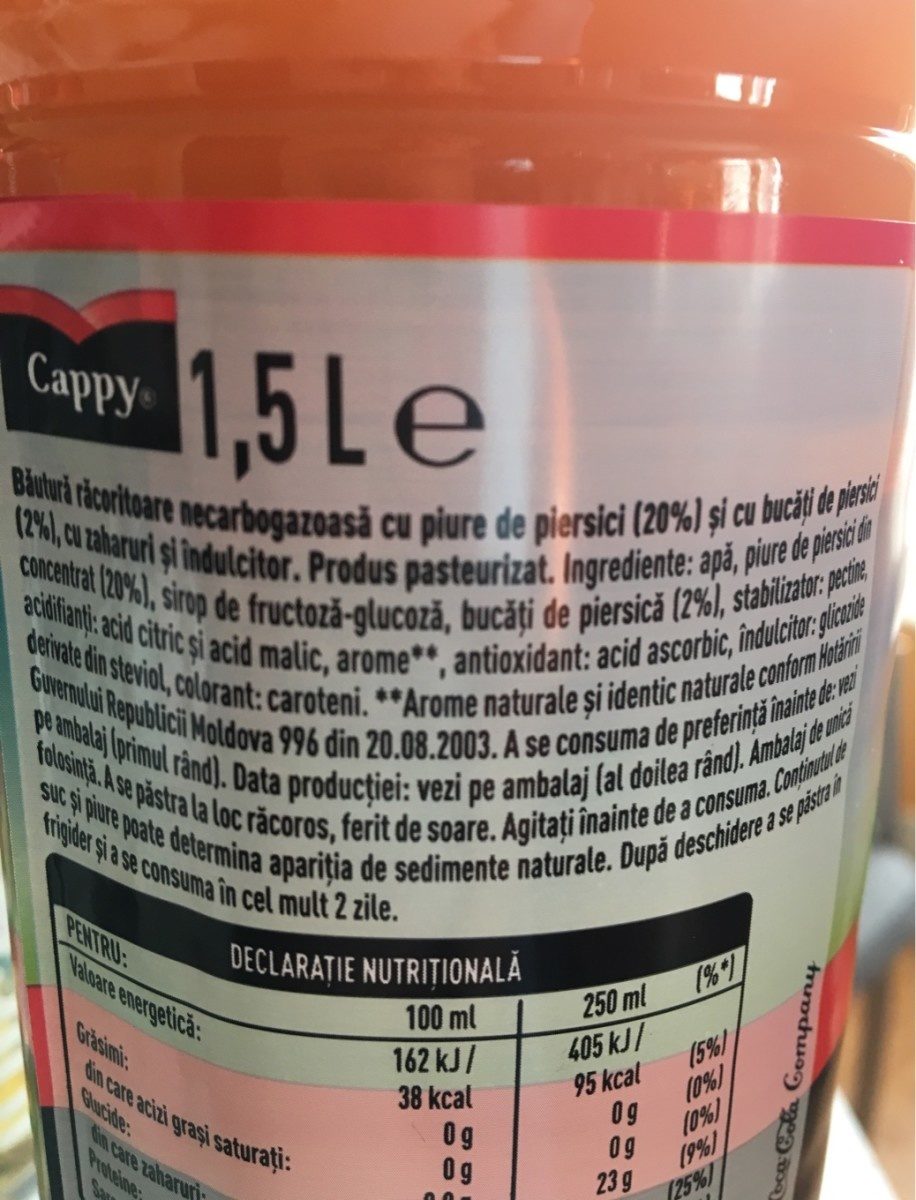 Cappy®
1,5 L e
Băutură răcoritoare necarbogazoasă cu piure de piersici (20%) și cu bucăți de piersici
(2%), cu zaharuri și îndulcitor. Produs pasteurizat. Ingrediente: apă, piure de piersici din
concentrat (20%), sirop de fructoză-glucoză, bucăți de piersică (2%), stabilizator: pectine,
acidifianți: acid citric și acid malic, arome**, antioxidant: acid ascorbic, îndulcitor: glicozide
derivate din steviol, colorant: caroteni. **Arome naturale și identic naturale conform Hotărîrii
Guvernului Republicii Moldova 996 din 20.08.2003. A se consuma de preferință înainte de: vezi
pe ambalaj (primul rând). Data producției: vezi pe ambalaj (al doilea rând). Ambalaj de unică
folosință. A se păstra la loc răcoros, ferit de soare. Agitați înainte de a consuma. Conținutul de
suc și piure poate determina apariția de sedimente naturale. După deschidere a se păstra în
frigider și a se consuma în cel mult 2 zile.
DECLARAȚIE NUTRIȚIONALĂ
PENTRU: 100 ml 250 ml (%*)
Valoare energetică: 162 kJ / 405 kJ /
38 kcal 95 kcal (5%)
Grăsimi: 0 g 0 g (0%)
din care acizi grași saturați: 0 g 0 g (0%)
Glucide: 23 g (9%)
din care zaharuri: (25%)
Proteine:
Coca-Cola Company